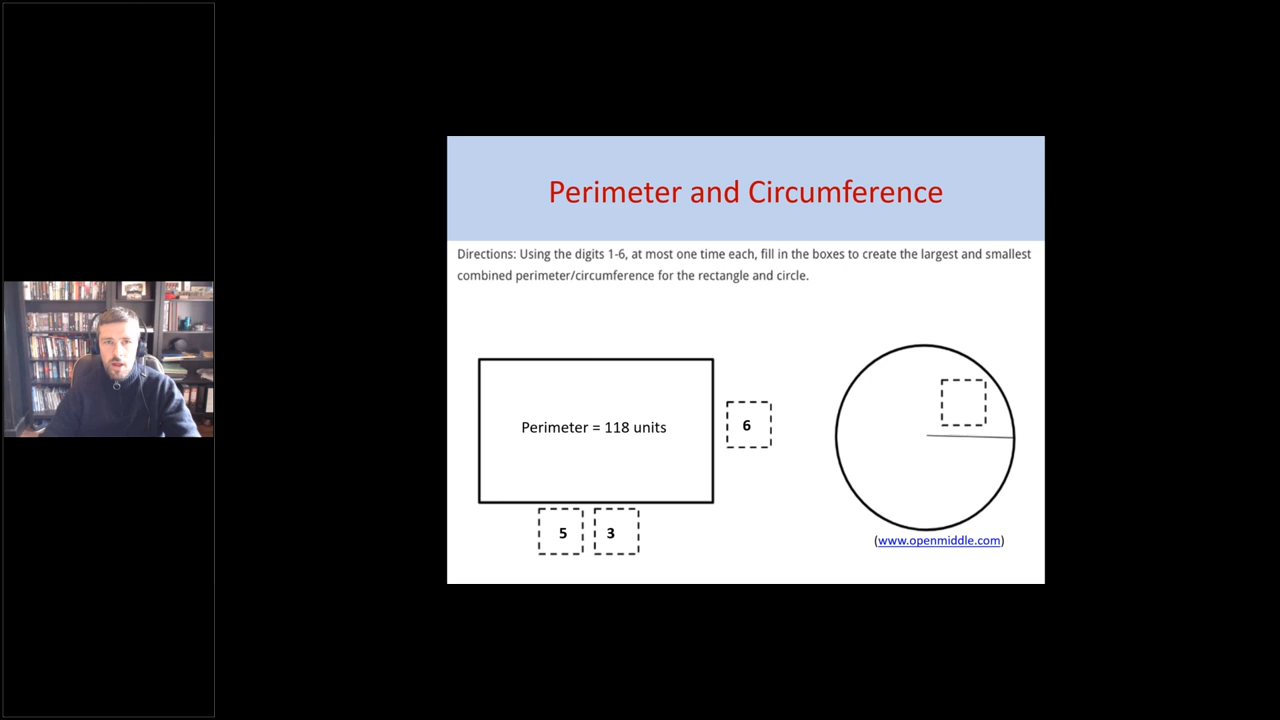 Perimeter and Circumference
Directions: Using the digits 1-6, at most one time each, fill in the boxes to create the largest and smallest
combined perimeter/circumference for the rectangle and circle.
Perimeter = 118 units
6
5 3
(www.openmiddle.com)